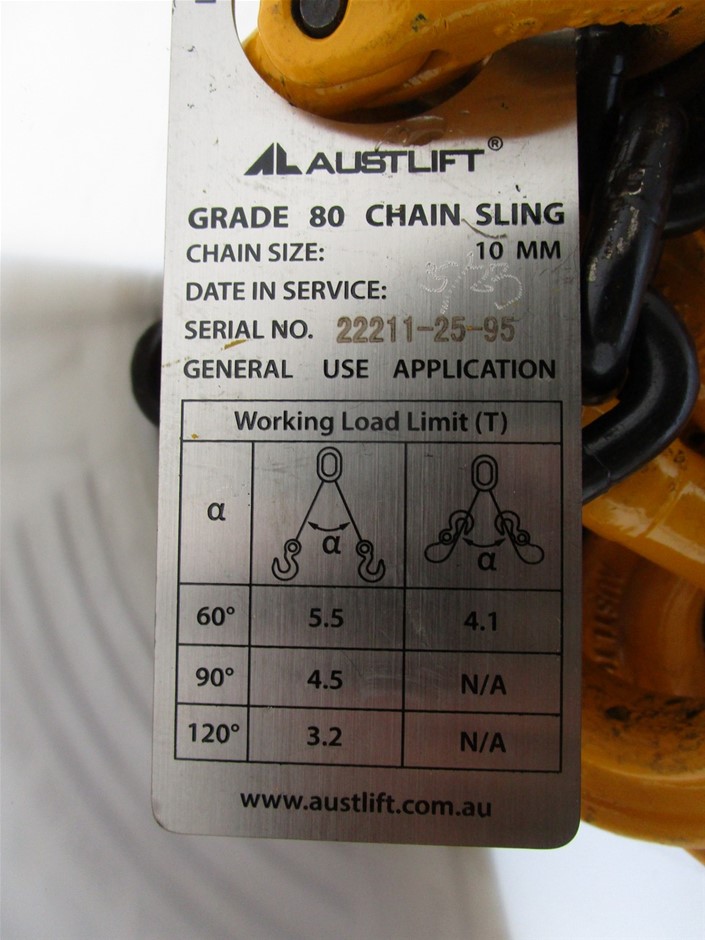 AUSTLIFT®
GRADE 80 CHAIN SLING
CHAIN SIZE: 10 MM
DATE IN SERVICE:
SERIAL NO. 22211-25-95
GENERAL USE APPLICATION
Working Load Limit (T)
α α α
60° 5.5 4.1
90° 4.5 N/A
120° 3.2 N/A
www.austlift.com.au